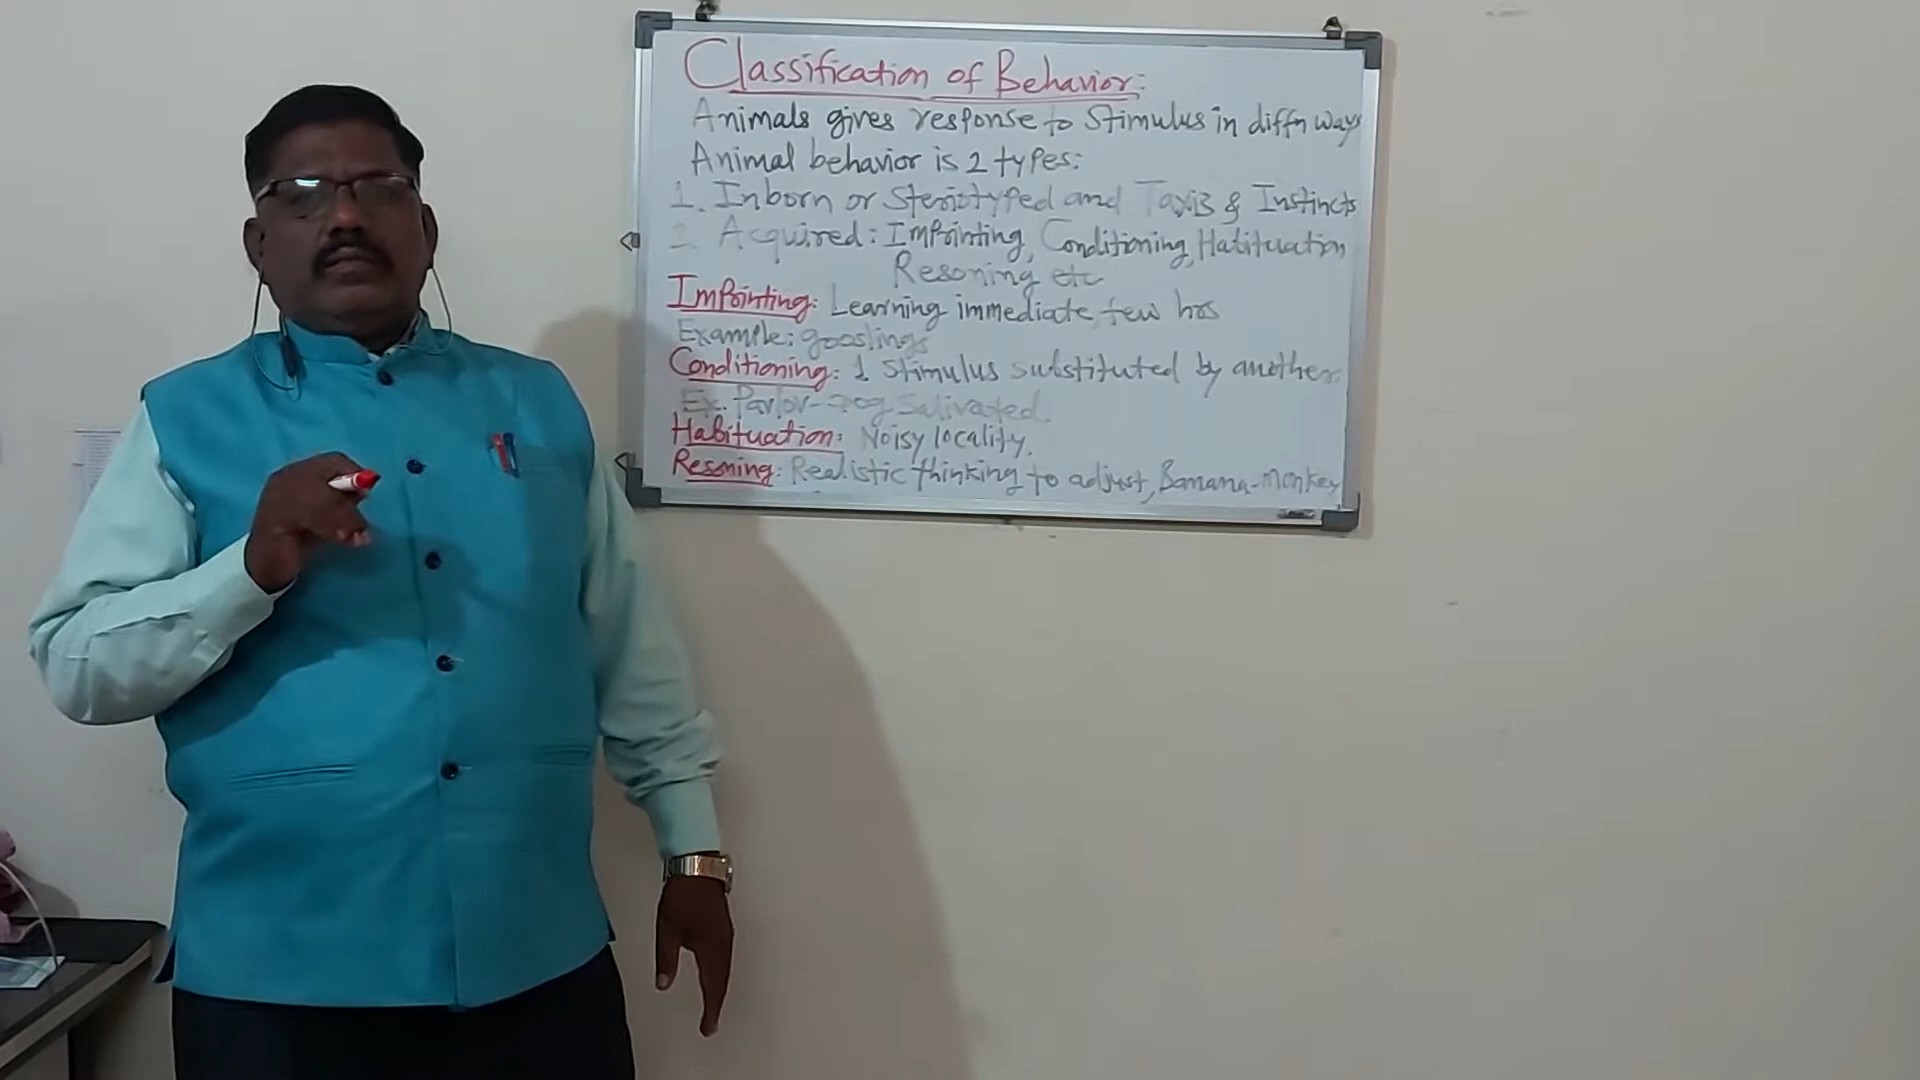 Classification of Behavior:
Animals gives response to Stimulus in diffn ways
Animal behavior is 2 types:
1. Inborn or Steriotyped and Taxis & Instincts
2. Acquired: Imprinting, Conditioning, Habituation
Resoning etc
Imprinting: Learning immediate, few hrs
Example: gooslings
Conditioning: 1 Stimulus substituted by another.
Ex. Pavlov-Dog Salivated.
Habituation: Noisy locality.
Resoning: Realistic thinking to adjust, Banana-monkey